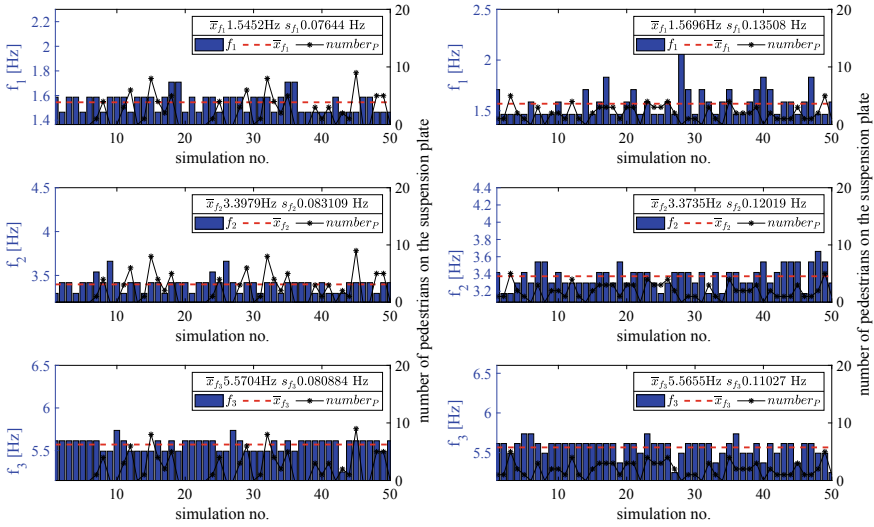 x̅f1 1.5452Hz sf1 0.07644 Hz
f1 x̅f1 numberP
f1 [Hz]
2.2
2
1.8
1.6
1.4
20
10
0
10 20 30 40 50
simulation no.
x̅f1 1.5696Hz sf1 0.13508 Hz
f1 x̅f1 numberP
f1 [Hz]
2.5
2
1.5
20
10
0
10 20 30 40 50
simulation no.
x̅f2 3.3979Hz sf2 0.083109 Hz
f2 x̅f2 numberP
f2 [Hz]
4.5
4
3.5
20
10
0
10 20 30 40 50
simulation no.
x̅f2 3.3735Hz sf2 0.12019 Hz
f2 x̅f2 numberP
f2 [Hz]
4.4
4.2
4
3.8
3.6
3.4
3.2
20
10
0
10 20 30 40 50
simulation no.
x̅f3 5.5704Hz sf3 0.080884 Hz
f3 x̅f3 numberP
f3 [Hz]
6.5
6
5.5
20
10
0
10 20 30 40 50
simulation no.
number of pedestrians on the suspension plate
x̅f3 5.5655Hz sf3 0.11027 Hz
f3 x̅f3 numberP
f3 [Hz]
6.5
6
5.5
20
10
0
10 20 30 40 50
simulation no.
number of pedestrians on the suspension plate